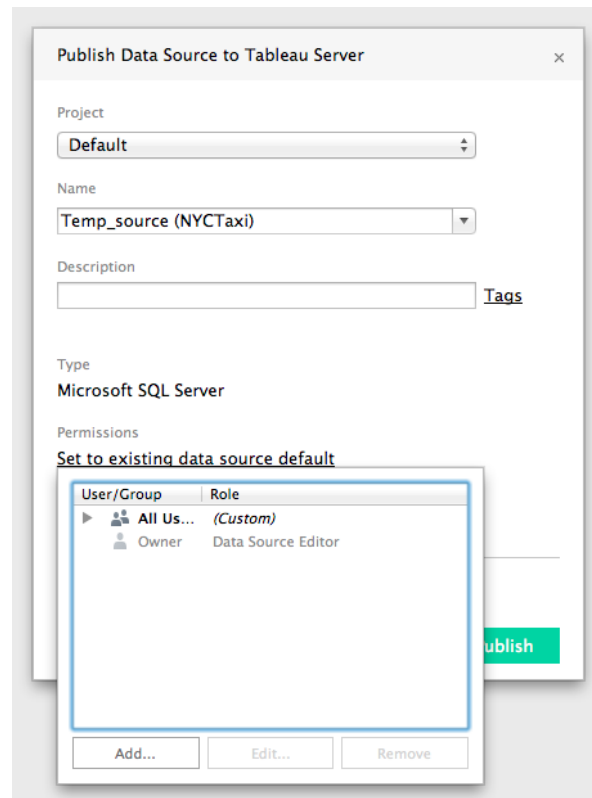 Publish Data Source to Tableau Server
Project
Default
Name
Temp_source (NYCTaxi)
Description
Tags
Type
Microsoft SQL Server
Permissions
Set to existing data source default
User/Group Role
All Us... (Custom)
Owner Data Source Editor
ublish
Add... Edit... Remove